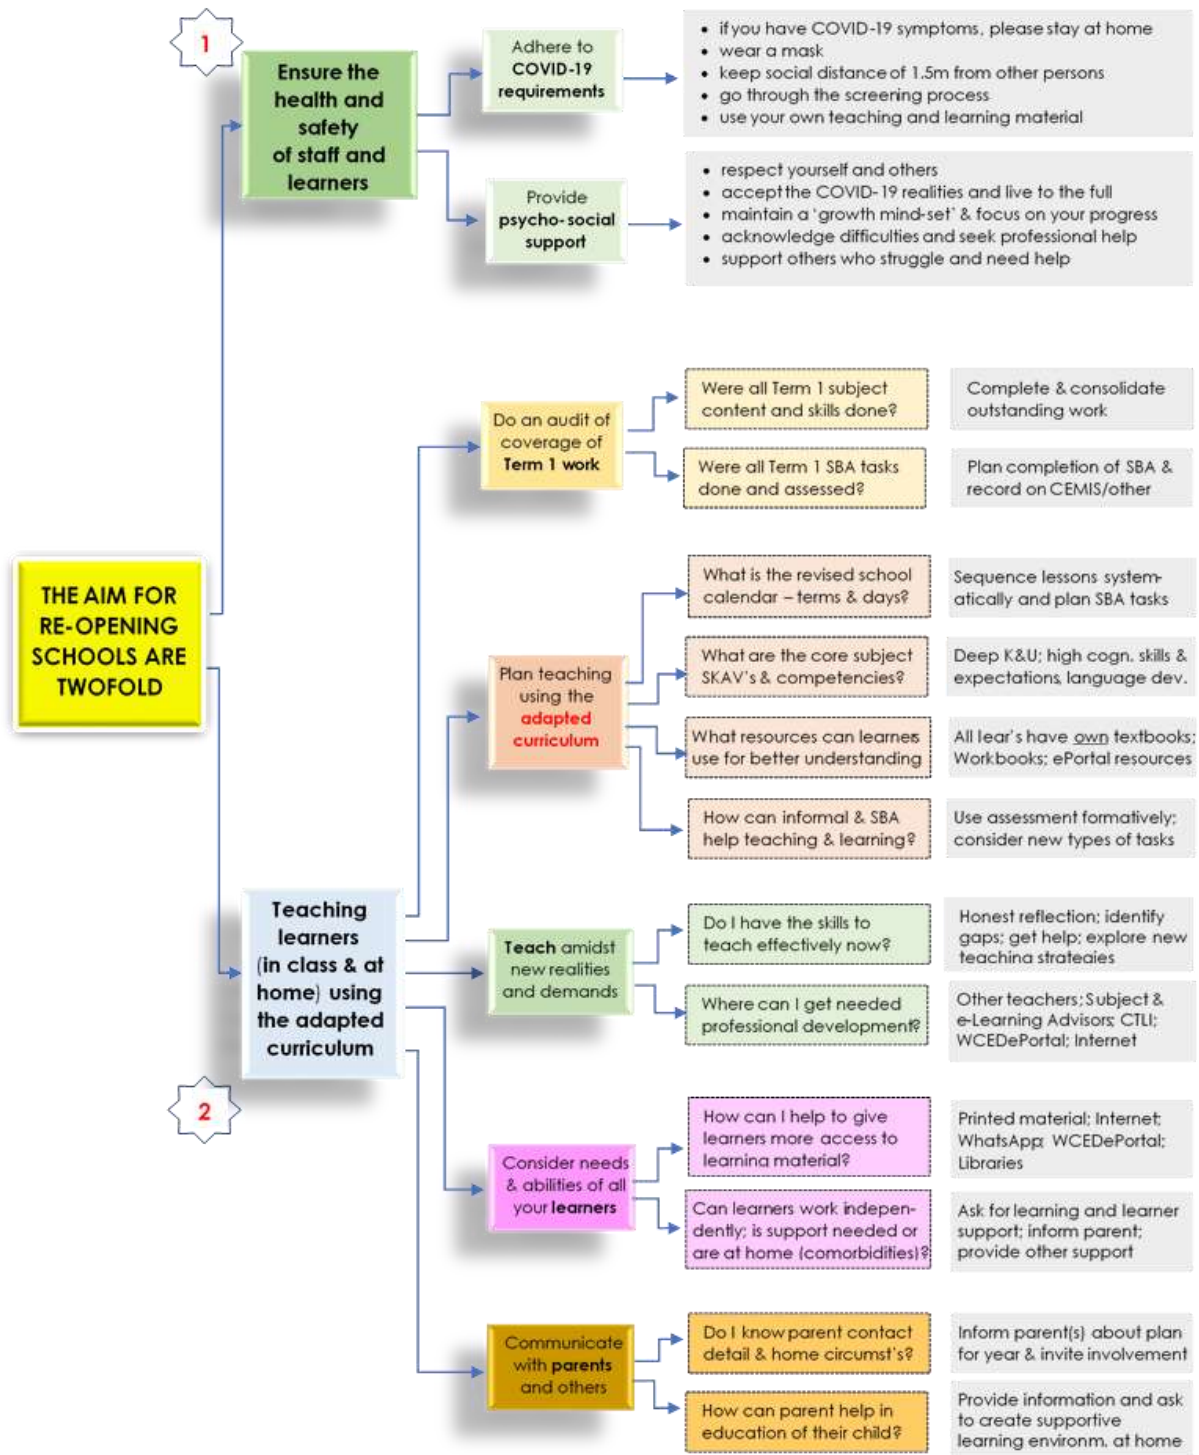 1
Ensure the
health and
safety
of staff and
learners
Adhere to
COVID-19
requirements
• if you have COVID-19 symptoms, please stay at home
• wear a mask
• keep social distance of 1.5m from other persons
• go through the screening process
• use your own teaching and learning material
Provide
psycho-social
support
• respect yourself and others
• accept the COVID-19 realities and live to the full
• maintain a 'growth mind-set' & focus on your progress
• acknowledge difficulties and seek professional help
• support others who struggle and need help
THE AIM FOR
RE-OPENING
SCHOOLS ARE
TWOFOLD
Teaching
learners
(in class & at
home) using
the adapted
curriculum
2
Do an audit of
coverage of
Term 1 work
Were all Term 1 subject
content and skills done?
Complete & consolidate
outstanding work
Were all Term 1 SBA tasks
done and assessed?
Plan completion of SBA &
record on CEMIS/other
Plan teaching
using the
adapted
curriculum
What is the revised school
calendar – terms & days?
Sequence lessons system-
atically and plan SBA tasks
What are the core subject
SKAV's & competencies?
Deep K&U; high cogn. skills &
expectations, language dev.
What resources can learners
use for better understanding
All lear's have own textbooks;
Workbooks; ePortal resources
How can informal & SBA
help teaching & learning?
Use assessment formatively;
consider new types of tasks
Teach amidst
new realities
and demands
Do I have the skills to
teach effectively now?
Honest reflection; identify
gaps; get help; explore new
teaching strategies
Where can I get needed
professional development?
Other teachers; Subject &
e-Learning Advisors; CTLI;
WCEDePortal; Internet
Consider needs
& abilities of all
your learners
How can I help to give
learners more access to
learning material?
Printed material; Internet;
WhatsApp; WCEDePortal;
Libraries
Can learners work indepen-
dently; is support needed or
are at home (comorbidities)?
Ask for learning and learner
support; inform parent;
provide other support
Communicate
with parents
and others
Do I know parent contact
detail & home circumst's?
Inform parent(s) about plan
for year & invite involvement
How can parent help in
education of their child?
Provide information and ask
to create supportive
learning environm. at home